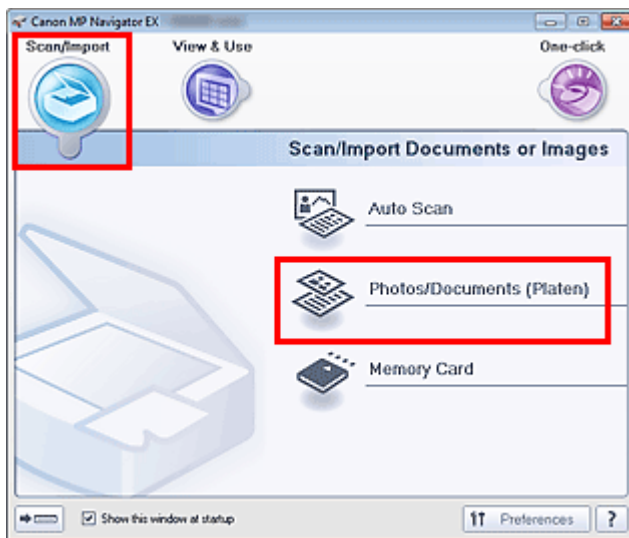 Canon MP Navigator EX
Scan/Import View & Use One-click
Scan/Import Documents or Images
Auto Scan
Photos/Documents (Platen)
Memory Card
Show this window at startup Preferences ?